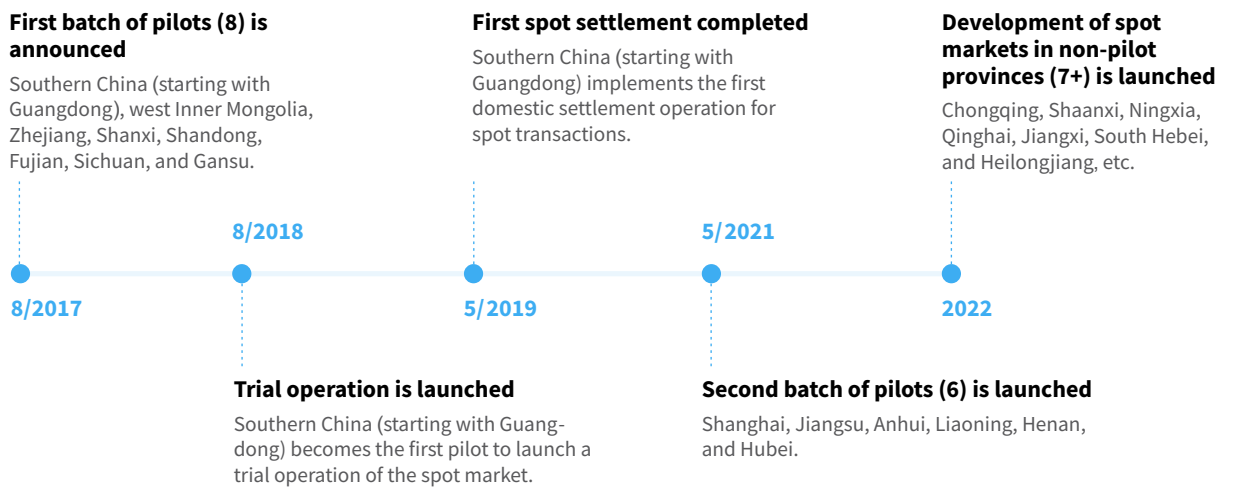 First batch of pilots (8) is
announced
Southern China (starting with
Guangdong), west Inner Mongolia,
Zhejiang, Shanxi, Shandong,
Fujian, Sichuan, and Gansu.
First spot settlement completed
Southern China (starting with
Guangdong) implements the first
domestic settlement operation for
spot transactions.
Development of spot
markets in non-pilot
provinces (7+) is launched
Chongqing, Shaanxi, Ningxia,
Qinghai, Jiangxi, South Hebei,
and Heilongjiang, etc.
8/2018
5/2021
8/2017
5/2019
2022
Trial operation is launched
Southern China (starting with Guang-
dong) becomes the first pilot to launch a
trial operation of the spot market.
Second batch of pilots (6) is launched
Shanghai, Jiangsu, Anhui, Liaoning, Henan,
and Hubei.